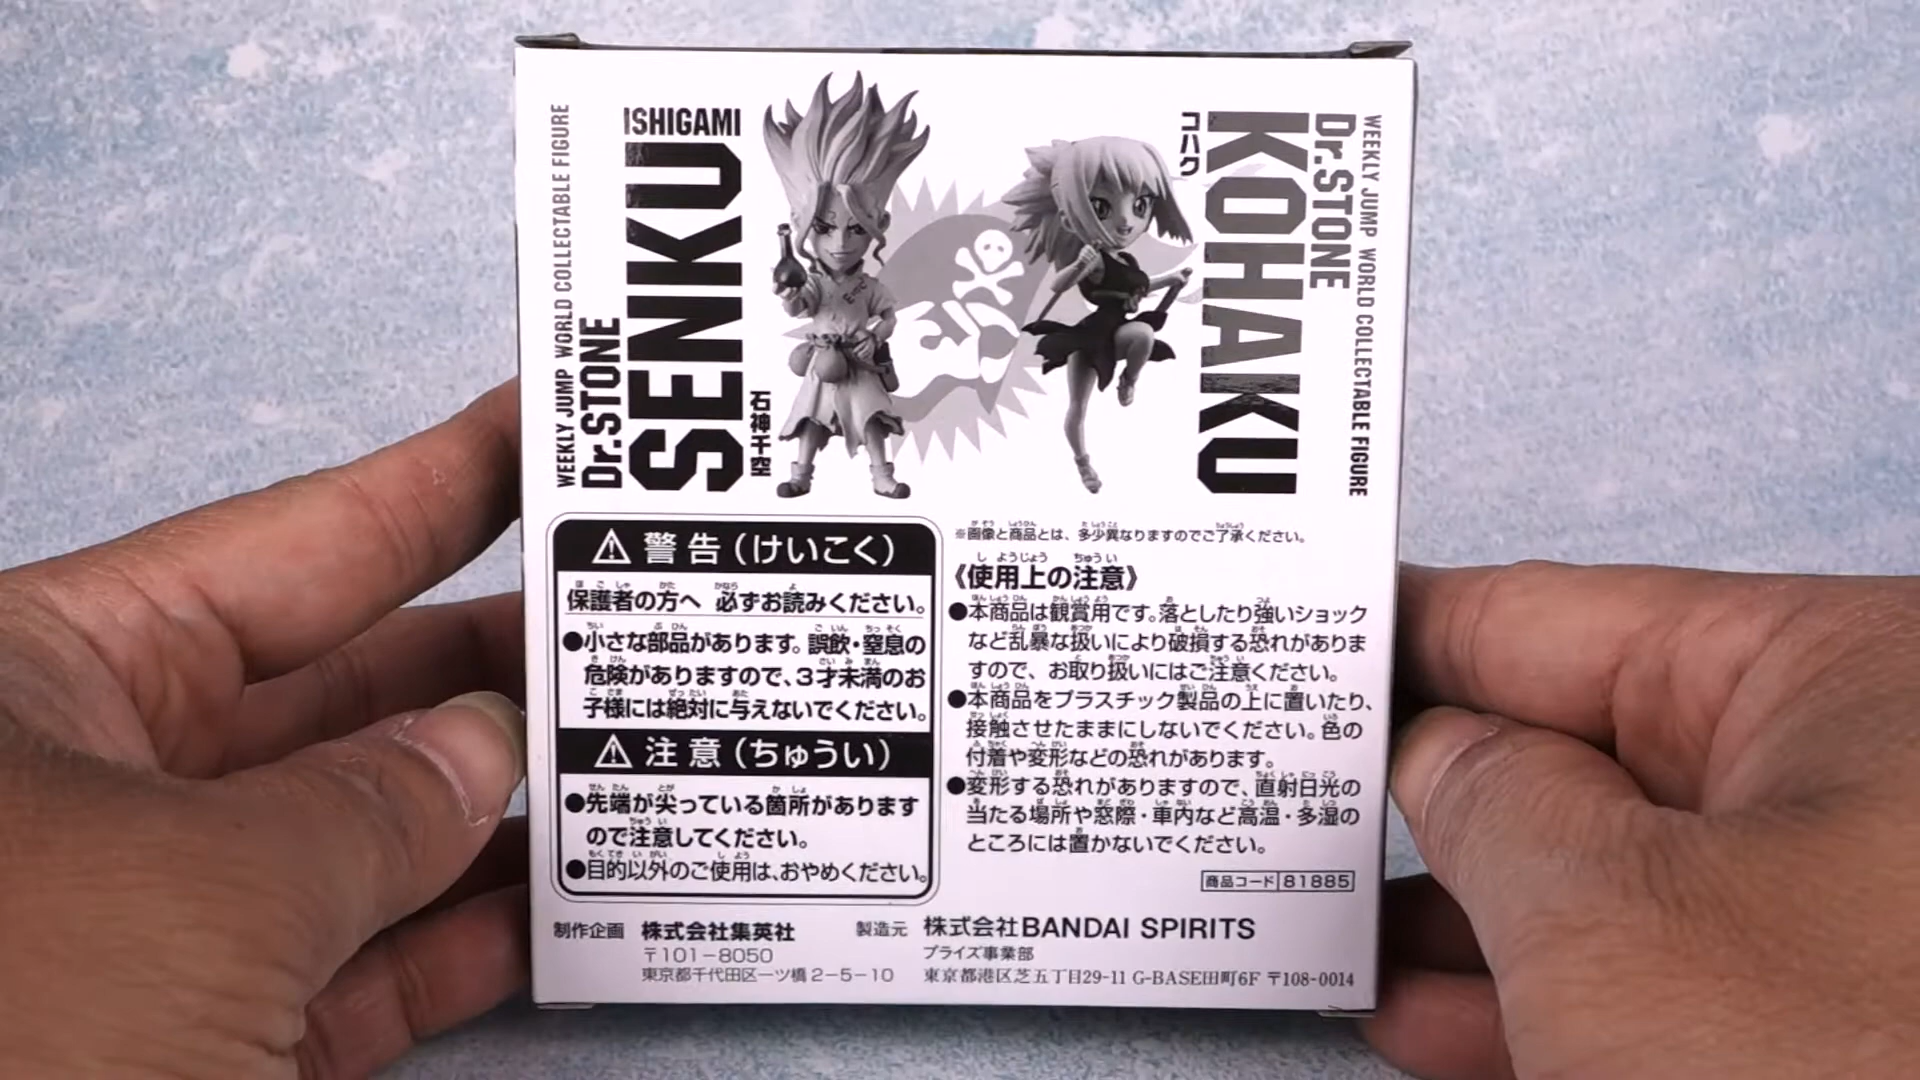 WEEKLY JUMP WORLD COLLECTABLE FIGURE
Dr.STONE
ISHIGAMI
SENKU
石神千空
E=mc²
コハク
KOHAKU
Dr.STONE
WEEKLY JUMP WORLD COLLECTABLE FIGURE
警告(けいこく)
保護者の方へ 必ずお読みください。
●小さな部品があります。誤飲・窒息の
危険がありますので、3才未満のお
子様には絶対に与えないでください。
注意(ちゅうい)
●先端が尖っている箇所があります
ので注意してください。
●目的以外のご使用は、おやめください。
※画像と商品とは、多少異なりますのでご了承ください。
《使用上の注意》
●本商品は観賞用です。落としたり強いショック
など乱暴な扱いにより破損する恐れがありま
すので、お取り扱いにはご注意ください。
●本商品をプラスチック製品の上に置いたり、
接触させたままにしないでください。色の
付着や変形などの恐れがあります。
●変形する恐れがありますので、直射日光の
当たる場所や窓際・車内など高温・多湿の
ところには置かないでください。
商品コード 81885
制作企画 株式会社集英社
〒101-8050
東京都千代田区一ツ橋2-5-10
製造元 株式会社BANDAI SPIRITS
プライズ事業部
東京都港区芝五丁目29-11 G-BASE田町6F 〒108-0014